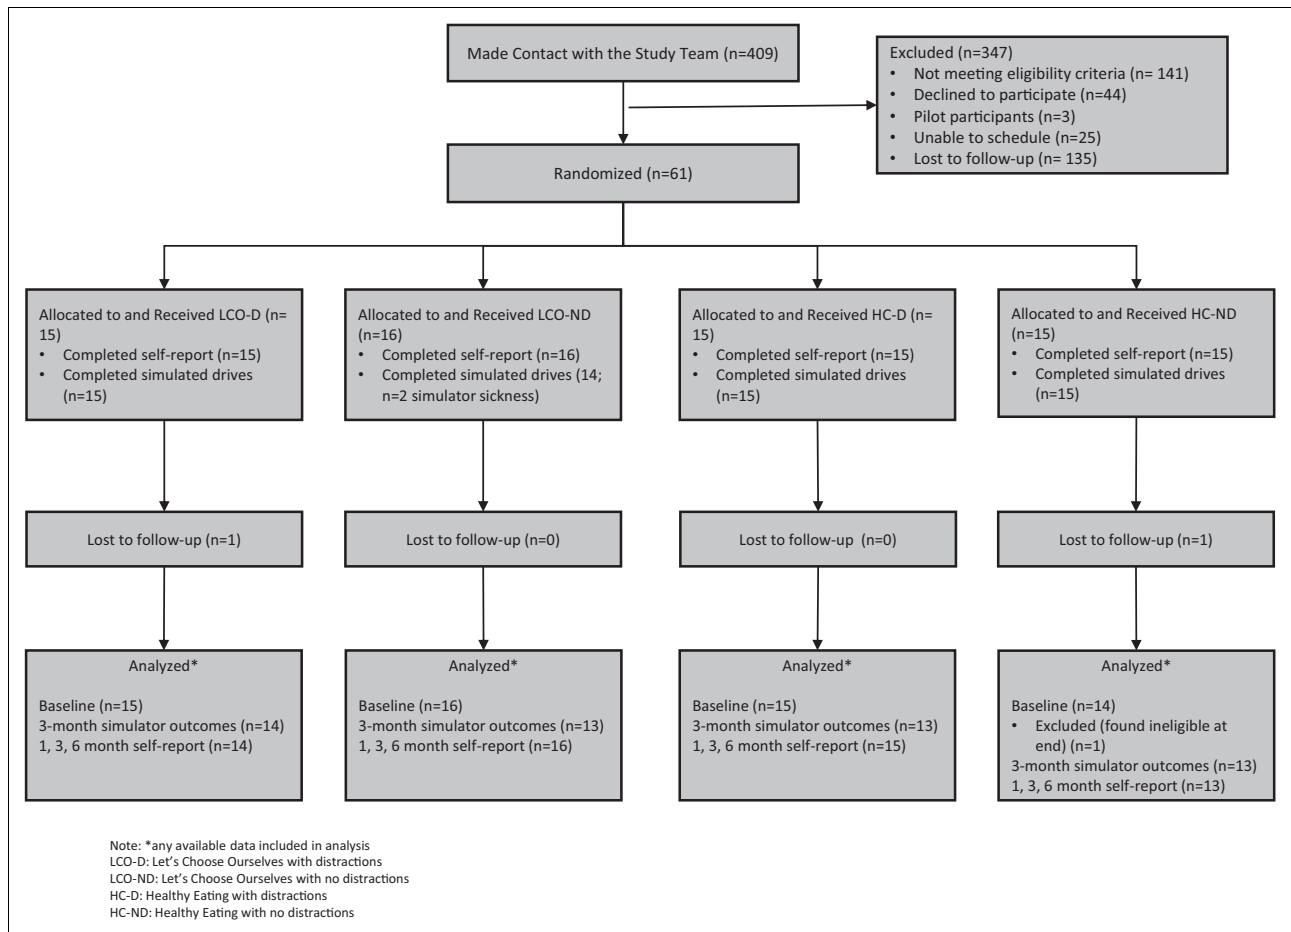 Made Contact with the Study Team (n=409)
Excluded (n=347)
• Not meeting eligibility criteria (n= 141)
• Declined to participate (n=44)
• Pilot participants (n=3)
• Unable to schedule (n=25)
• Lost to follow-up (n= 135)
Randomized (n=61)
Allocated to and Received LCO-D (n=
15)
• Completed self-report (n=15)
• Completed simulated drives
(n=15)
Allocated to and Received LCO-ND
(n=16)
• Completed self-report (n=16)
• Completed simulated drives (14;
n=2 simulator sickness)
Allocated to and Received HC-D (n=
15)
• Completed self-report (n=15)
• Completed simulated drives
(n=15)
Allocated to and Received HC-ND
(n=15)
• Completed self-report (n=15)
• Completed simulated drives
(n=15)
Lost to follow-up (n=1)
Lost to follow-up (n=0)
Lost to follow-up (n=0)
Lost to follow-up (n=1)
Analyzed*
Baseline (n=15)
3-month simulator outcomes (n=14)
1, 3, 6 month self-report (n=14)
Analyzed*
Baseline (n=16)
3-month simulator outcomes (n=13)
1, 3, 6 month self-report (n=16)
Analyzed*
Baseline (n=15)
3-month simulator outcomes (n=13)
1, 3, 6 month self-report (n=15)
Analyzed*
Baseline (n=14)
• Excluded (found ineligible at
end) (n=1)
3-month simulator outcomes (n=13)
1, 3, 6 month self-report (n=13)
Note: *any available data included in analysis
LCO-D: Let's Choose Ourselves with distractions
LCO-ND: Let's Choose Ourselves with no distractions
HC-D: Healthy Eating with distractions
HC-ND: Healthy Eating with no distractions